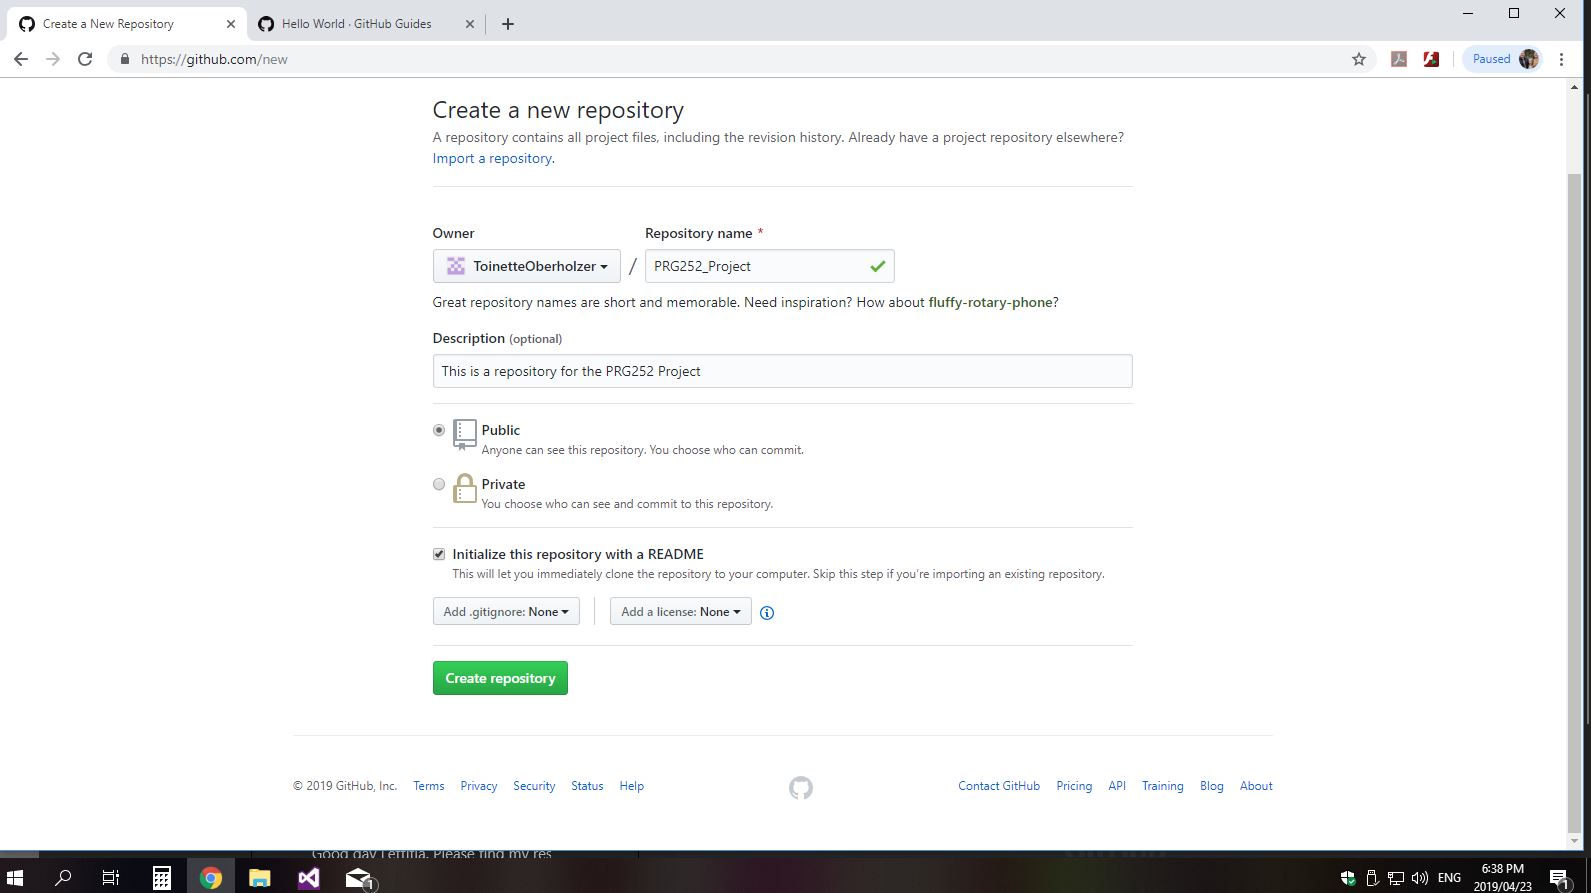 Create a New Repository
Hello World · GitHub Guides
https://github.com/new
Paused
Create a new repository
A repository contains all project files, including the revision history. Already have a project repository elsewhere?
Import a repository.
Owner
Repository name *
ToinetteOberholzer
/
PRG252_Project
Great repository names are short and memorable. Need inspiration? How about fluffy-rotary-phone?
Description (optional)
This is a repository for the PRG252 Project
Public
Anyone can see this repository. You choose who can commit.
Private
You choose who can see and commit to this repository.
Initialize this repository with a README
This will let you immediately clone the repository to your computer. Skip this step if you're importing an existing repository.
Add .gitignore: None
Add a license: None
Create repository
© 2019 GitHub, Inc. Terms Privacy Security Status Help
Contact GitHub Pricing API Training Blog About
Good day Please find my res
1
ENG
6:38 PM
2019/04/23
1